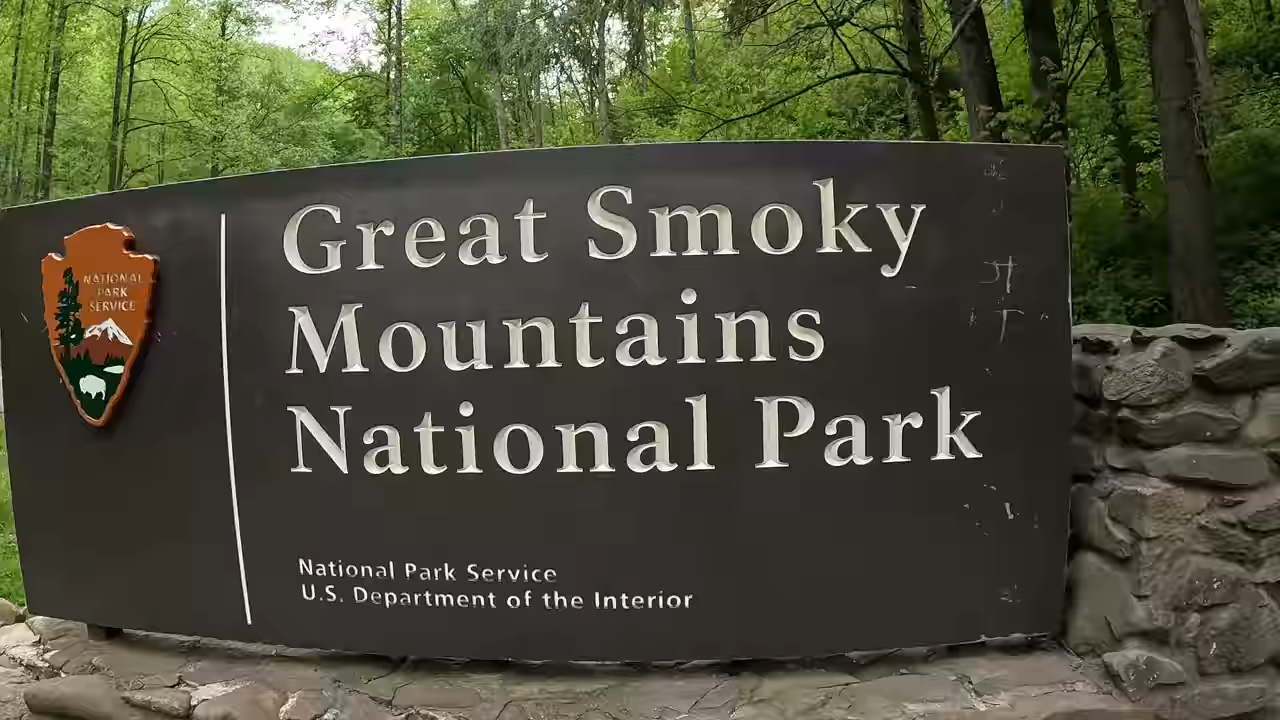 NATIONAL
PARK
SERVICE
Great Smoky
Mountains
National Park
National Park Service
U.S. Department of the Interior